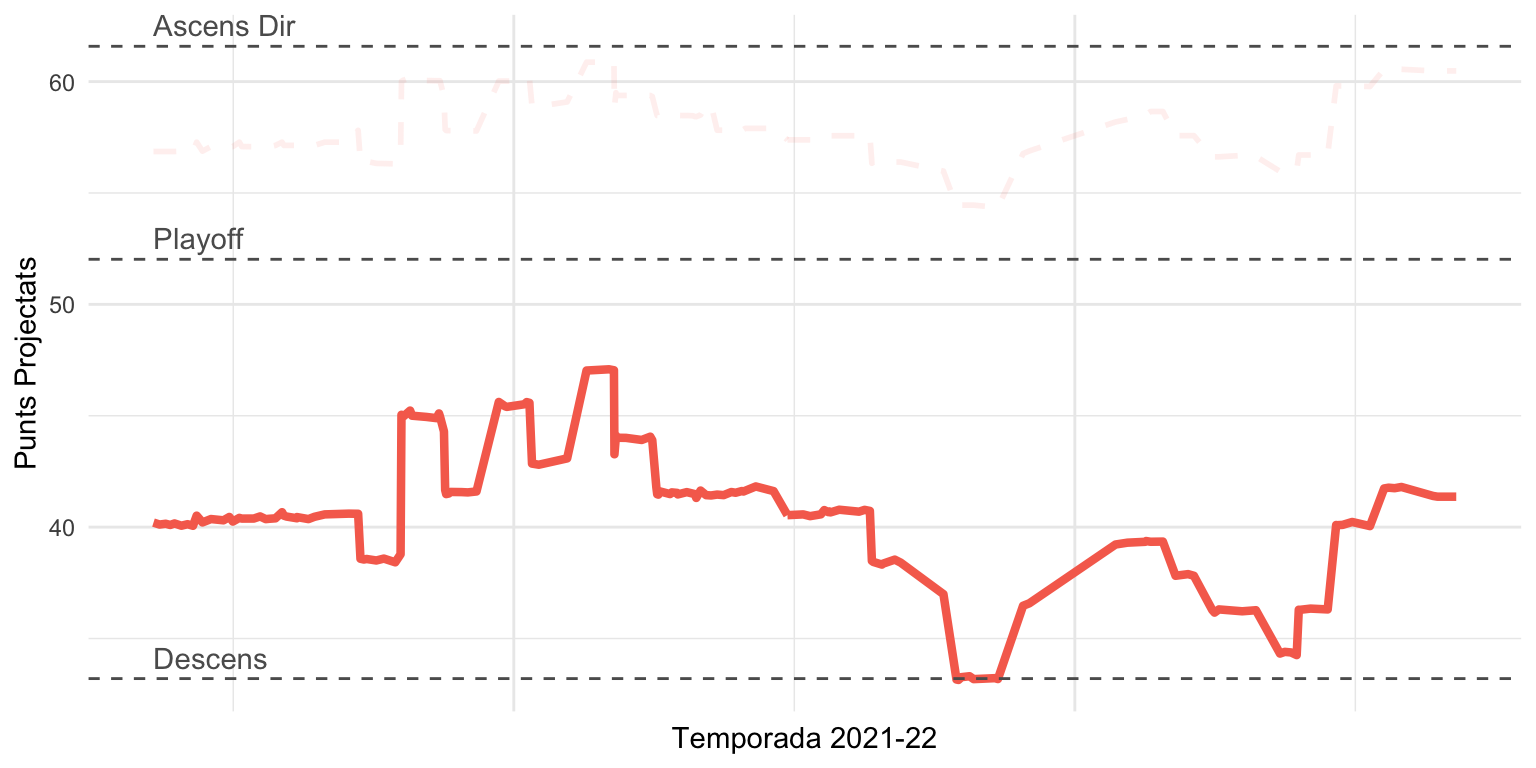 Ascens Dir
60
Playoff
50
Punts Projectats
40
Descens
Temporada 2021-22